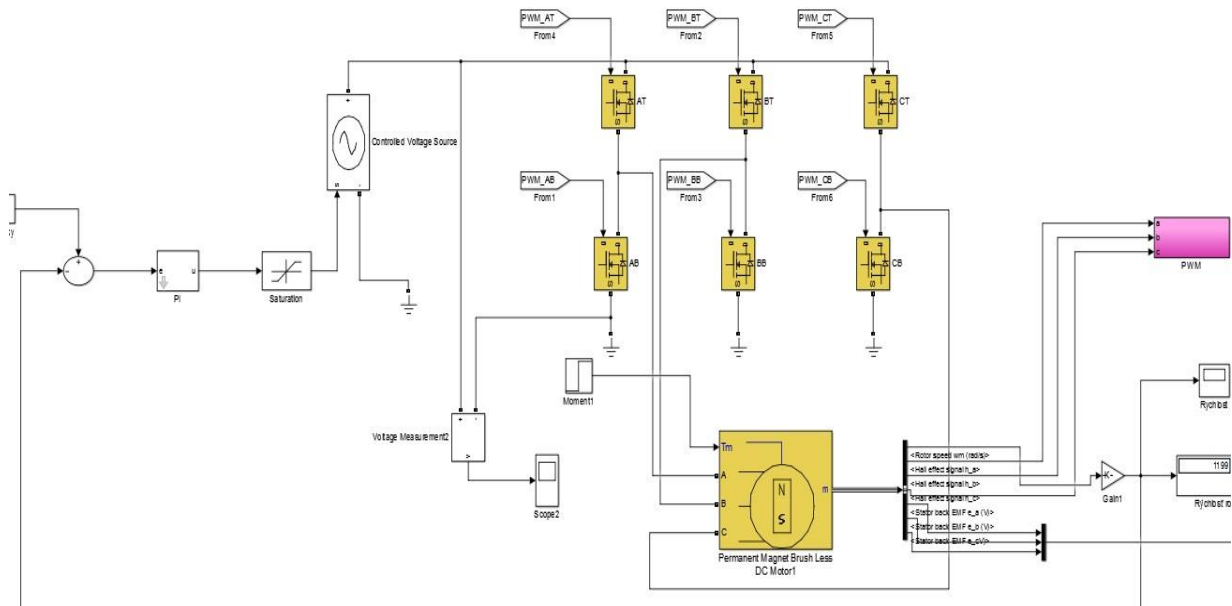 PWM_AT
From4
PWM_BT
From2
PWM_CT
From5
AT
BT
CT
Controlled Voltage Source
PWM_AB
From1
PWM_BB
From3
PWM_CB
From6
AB
BB
CB
e
u
PI
Saturation
a
b
c
PWM
Moment1
Voltage Measurement2
Scope2
Tm
A
B
C
N
S
m
Permanent Magnet Brush Less
DC Motor1
<Rotor speed wm (rad/s)>
<Hall effect signal h_a>
<Hall effect signal h_b>
<Hall effect signal h_c>
<Stator back EMF e_a (V)>
<Stator back EMF e_b (V)>
<Stator back EMF e_c(V)>
K-
Gain1
Rychlost
1199
Rychlost